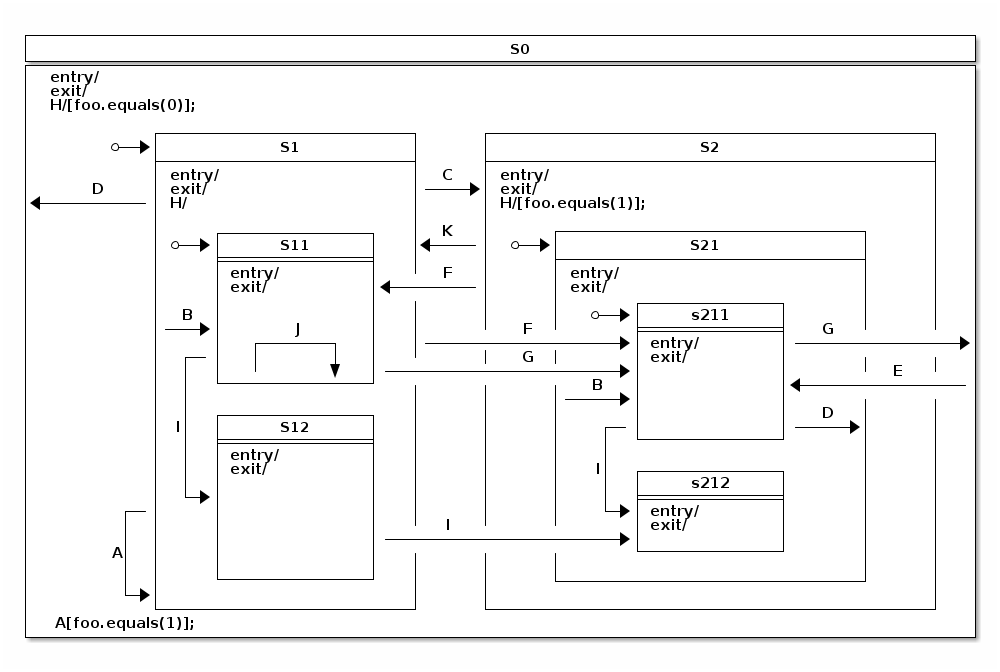 S0
entry/
exit/
H/[foo.equals(0)];
S1
S2
entry/
exit/
H/
C
entry/
exit/
H/[foo.equals(1)];
D
K
S11
S21
entry/
exit/
F
entry/
exit/
B
J
s211
F
G
entry/
exit/
G
E
B
D
I
S12
entry/
exit/
I
s212
entry/
exit/
I
A
A[foo.equals(1)];